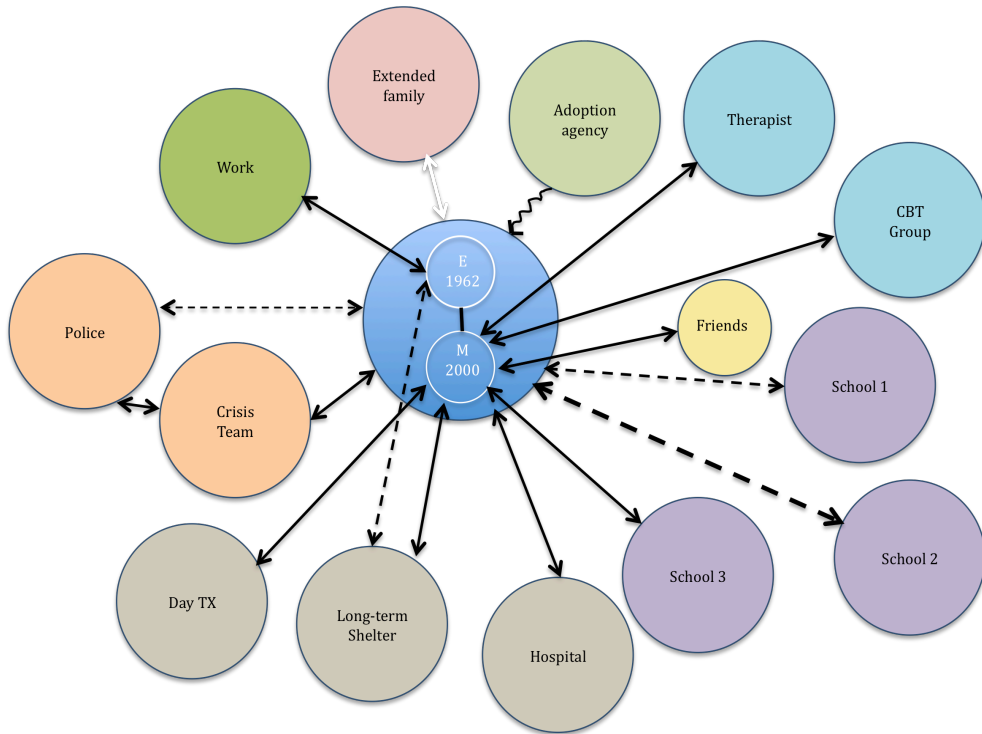 Extended
family
Adoption
agency
Therapist
Work
CBT
Group
E
1962
Friends
Police
M
2000
School 1
Crisis
Team
School 2
School 3
Day TX
Long-term
Shelter
Hospital